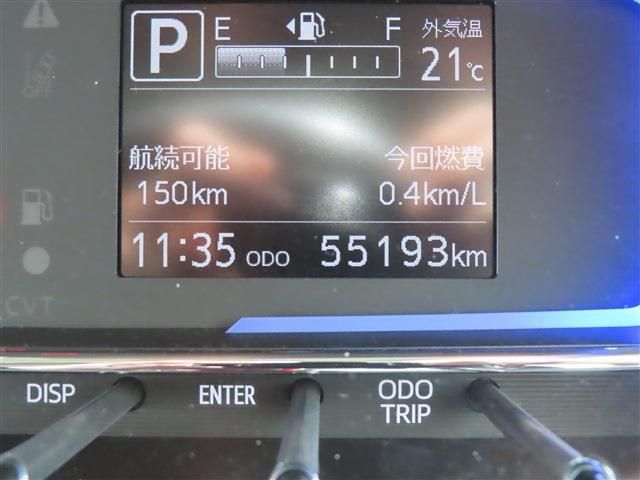 P E F 外気温
21℃
航続可能 今回燃費
150km 0.4km/L
11:35 ODO 55193km
OFF
CVT
DISP ENTER ODO TRIP